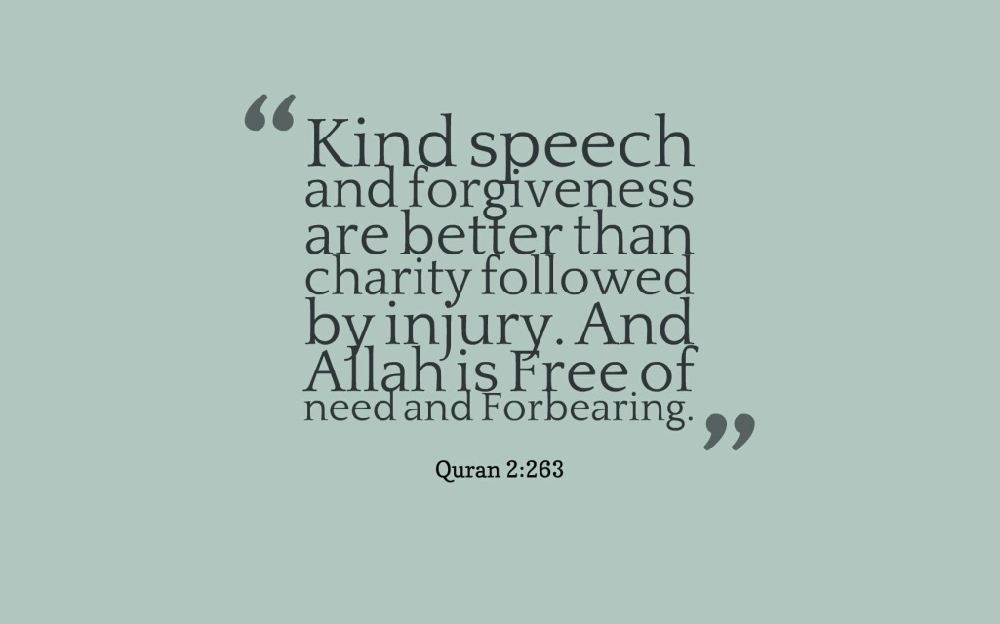 “Kind speech
and forgiveness
are better than
charity followed
by injury. And
Allah is Free of
need and Forbearing.”
Quran 2:263